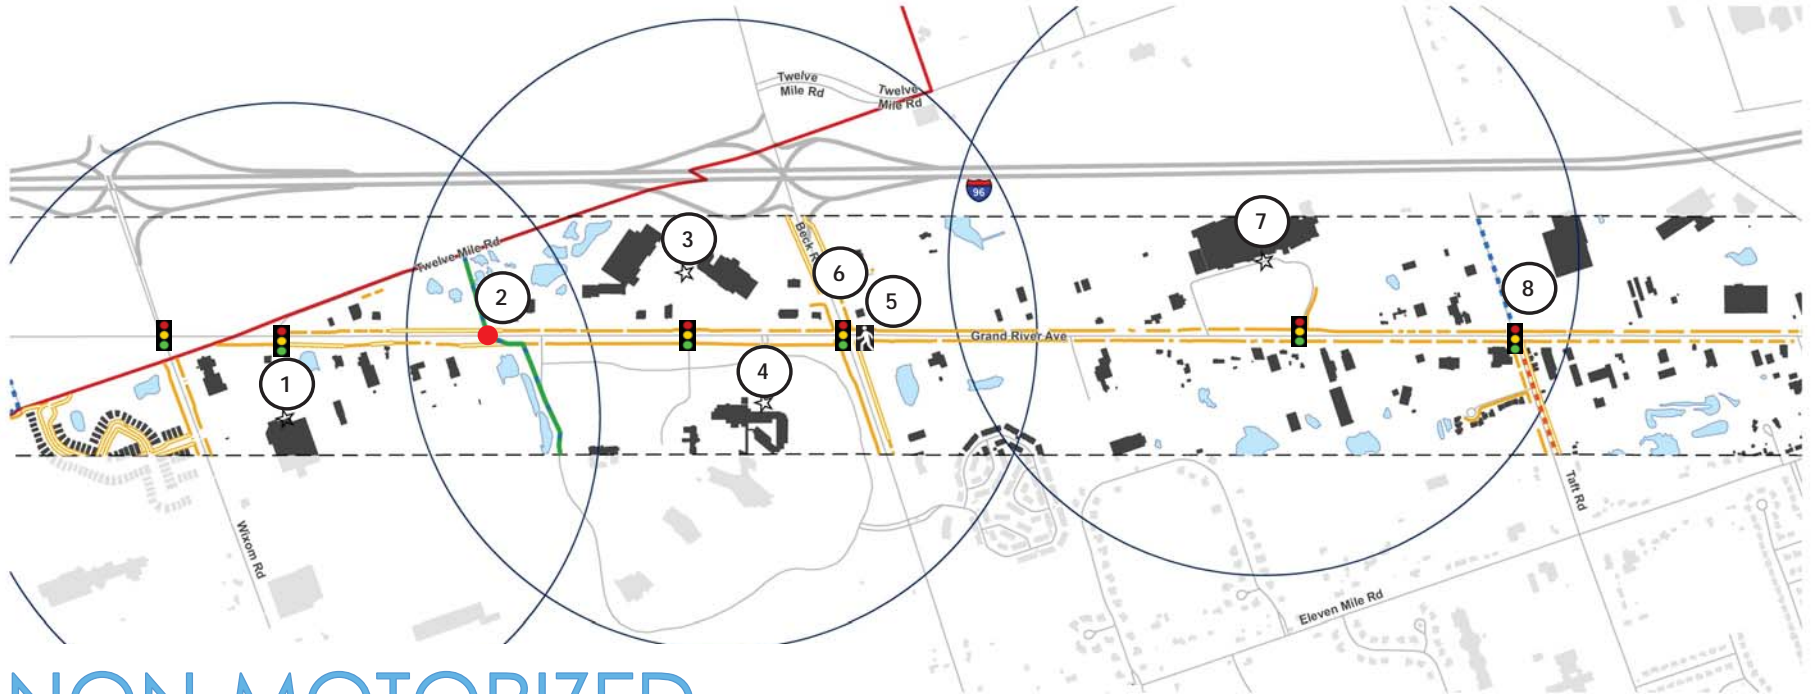 Twelve
Mile Rd
Twelve
Mile Rd
96
7
3
Twelve Mile Rd
Beck R
6
2
8
5
Grand River Ave
4
1
Taft Rd
Wixom Rd
Eleven Mile Rd
NON-MOTORIZED